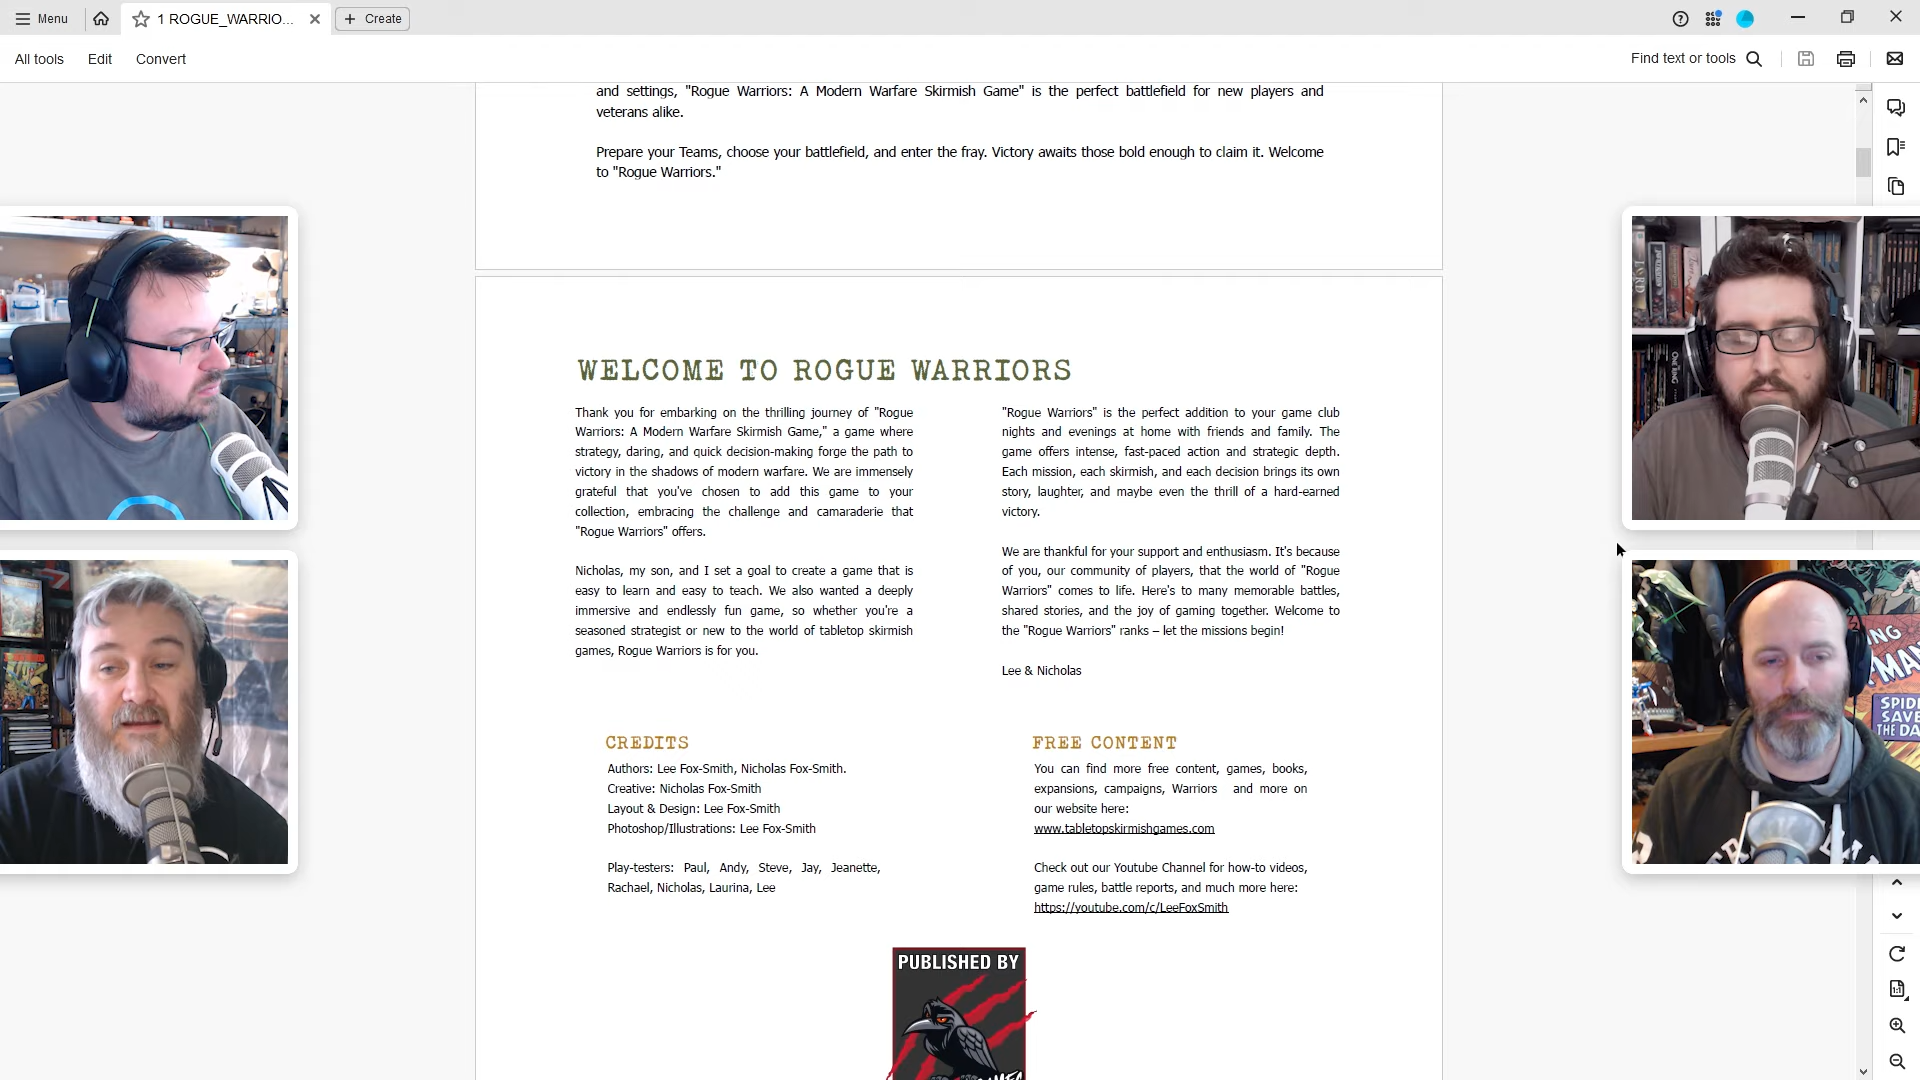 Menu
1 ROGUE_WARRIO...
Create
All tools
Edit
Convert
Find text or tools
and settings, "Rogue Warriors: A Modern Warfare Skirmish Game" is the perfect battlefield for new players and
veterans alike.
Prepare your Teams, choose your battlefield, and enter the fray. Victory awaits those bold enough to claim it. Welcome
to "Rogue Warriors."
WELCOME TO ROGUE WARRIORS
Thank you for embarking on the thrilling journey of "Rogue
Warriors: A Modern Warfare Skirmish Game," a game where
strategy, daring, and quick decision-making forge the path to
victory in the shadows of modern warfare. We are immensely
grateful that you've chosen to add this game to your
collection, embracing the challenge and camaraderie that
"Rogue Warriors" offers.
Nicholas, my son, and I set a goal to create a game that is
easy to learn and easy to teach. We also wanted a deeply
immersive and endlessly fun game, so whether you're a
seasoned strategist or new to the world of tabletop skirmish
games, Rogue Warriors is for you.
"Rogue Warriors" is the perfect addition to your game club
nights and evenings at home with friends and family. The
game offers intense, fast-paced action and strategic depth.
Each mission, each skirmish, and each decision brings its own
story, laughter, and maybe even the thrill of a hard-earned
victory.
We are thankful for your support and enthusiasm. It's because
of you, our community of players, that the world of "Rogue
Warriors" comes to life. Here's to many memorable battles,
shared stories, and the joy of gaming together. Welcome to
the "Rogue Warriors" ranks – let the missions begin!
Lee & Nicholas
CREDITS
Authors: Lee Fox-Smith, Nicholas Fox-Smith.
Creative: Nicholas Fox-Smith
Layout & Design: Lee Fox-Smith
Photoshop/Illustrations: Lee Fox-Smith
Play-testers: Paul, Andy, Steve, Jay, Jeanette,
Rachael, Nicholas, Laurina, Lee
FREE CONTENT
You can find more free content, games, books,
expansions, campaigns, Warriors and more on
our website here:
www.tabletopskirmishgames.com
Check out our Youtube Channel for how-to videos,
game rules, battle reports, and much more here:
https://youtube.com/c/LeeFoxSmith
PUBLISHED BY
1:1